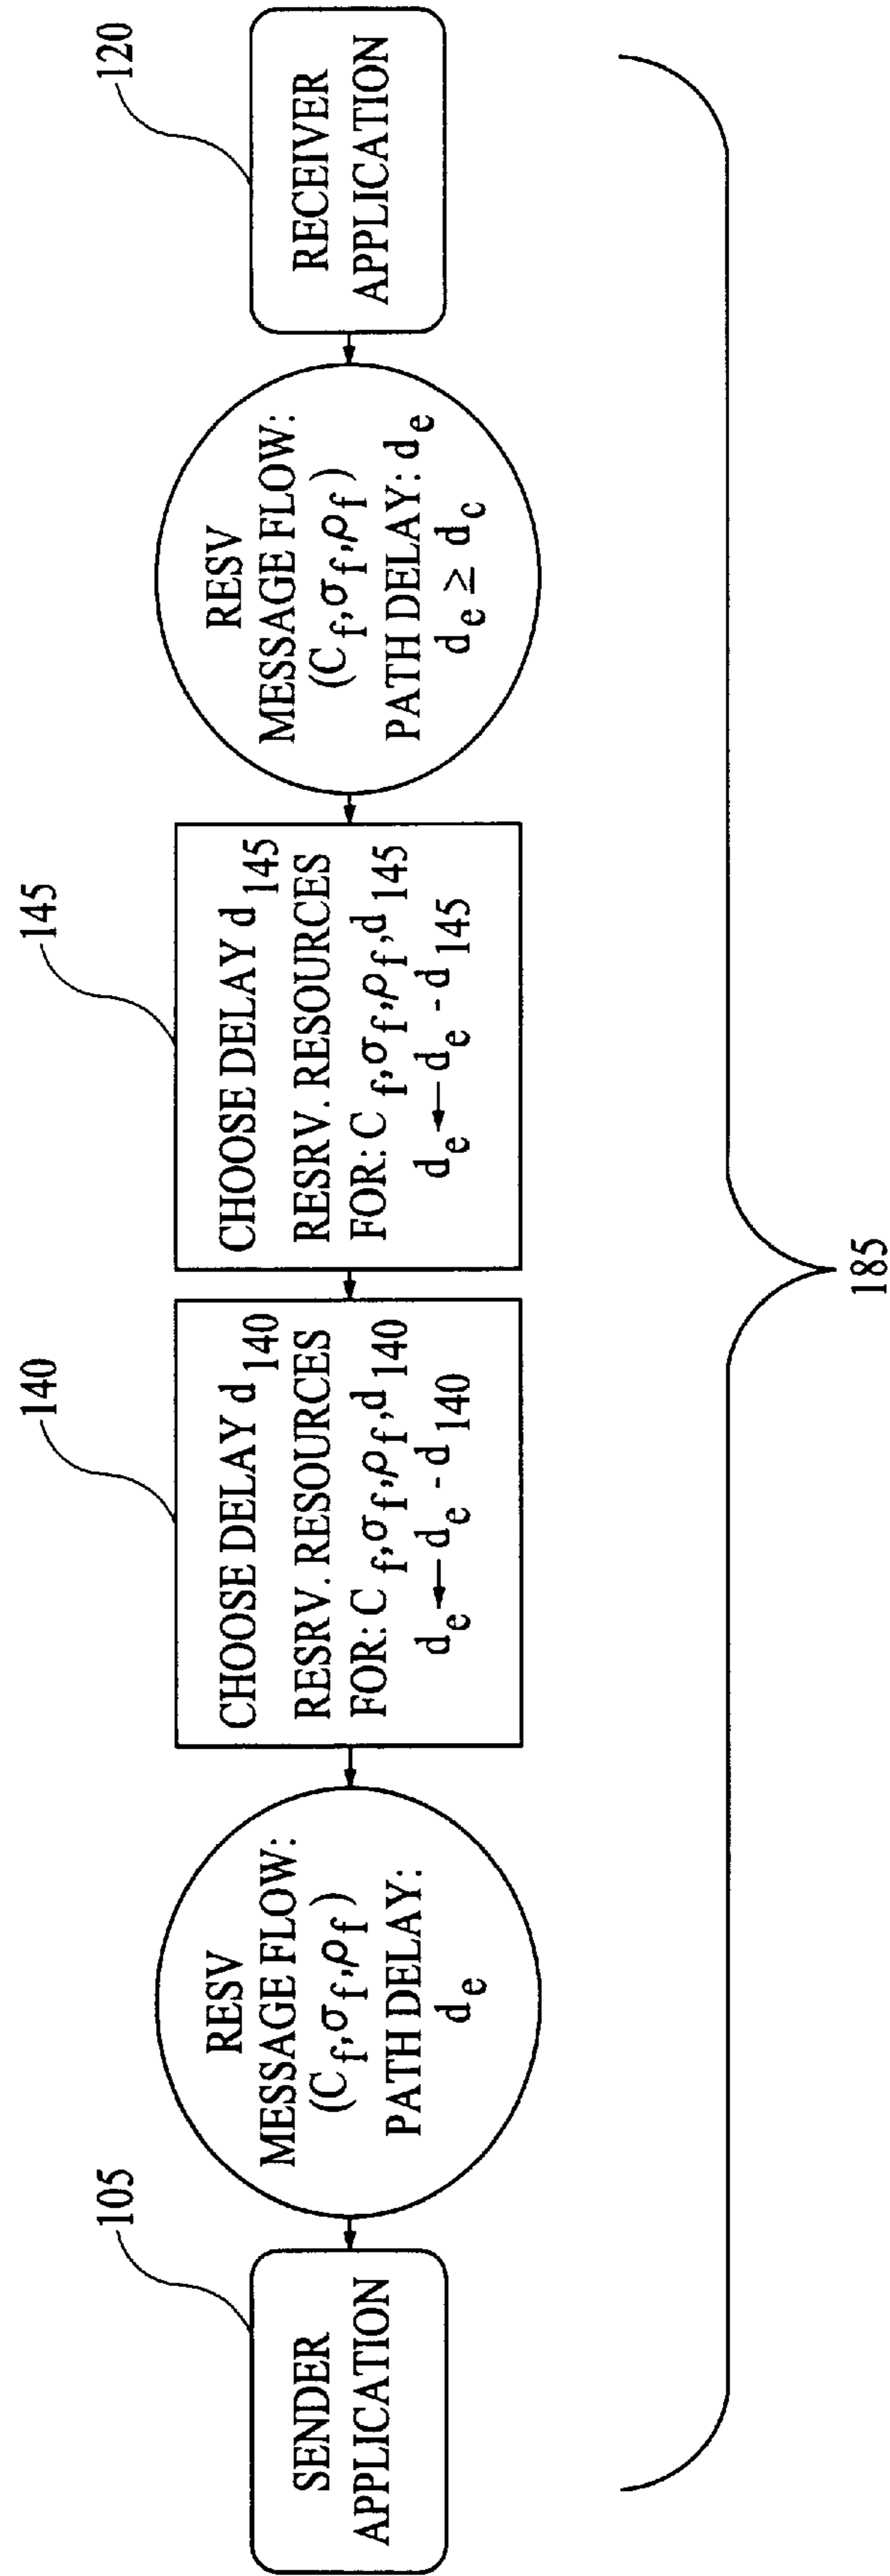 105
SENDER
APPLICATION
RESV
MESSAGE FLOW:
(C_f,σ_f,ρ_f)
PATH DELAY:
d_e
140
CHOOSE DELAY d_140
RESRV. RESOURCES
FOR: C_f,σ_f,ρ_f,d_140
d_e ← d_e - d_140
145
CHOOSE DELAY d_145
RESRV. RESOURCES
FOR: C_f,σ_f,ρ_f,d_145
d_e ← d_e - d_145
RESV
MESSAGE FLOW:
(C_f,σ_f,ρ_f)
PATH DELAY: d_e
d_e ≥ d_c
120
RECEIVER
APPLICATION
185